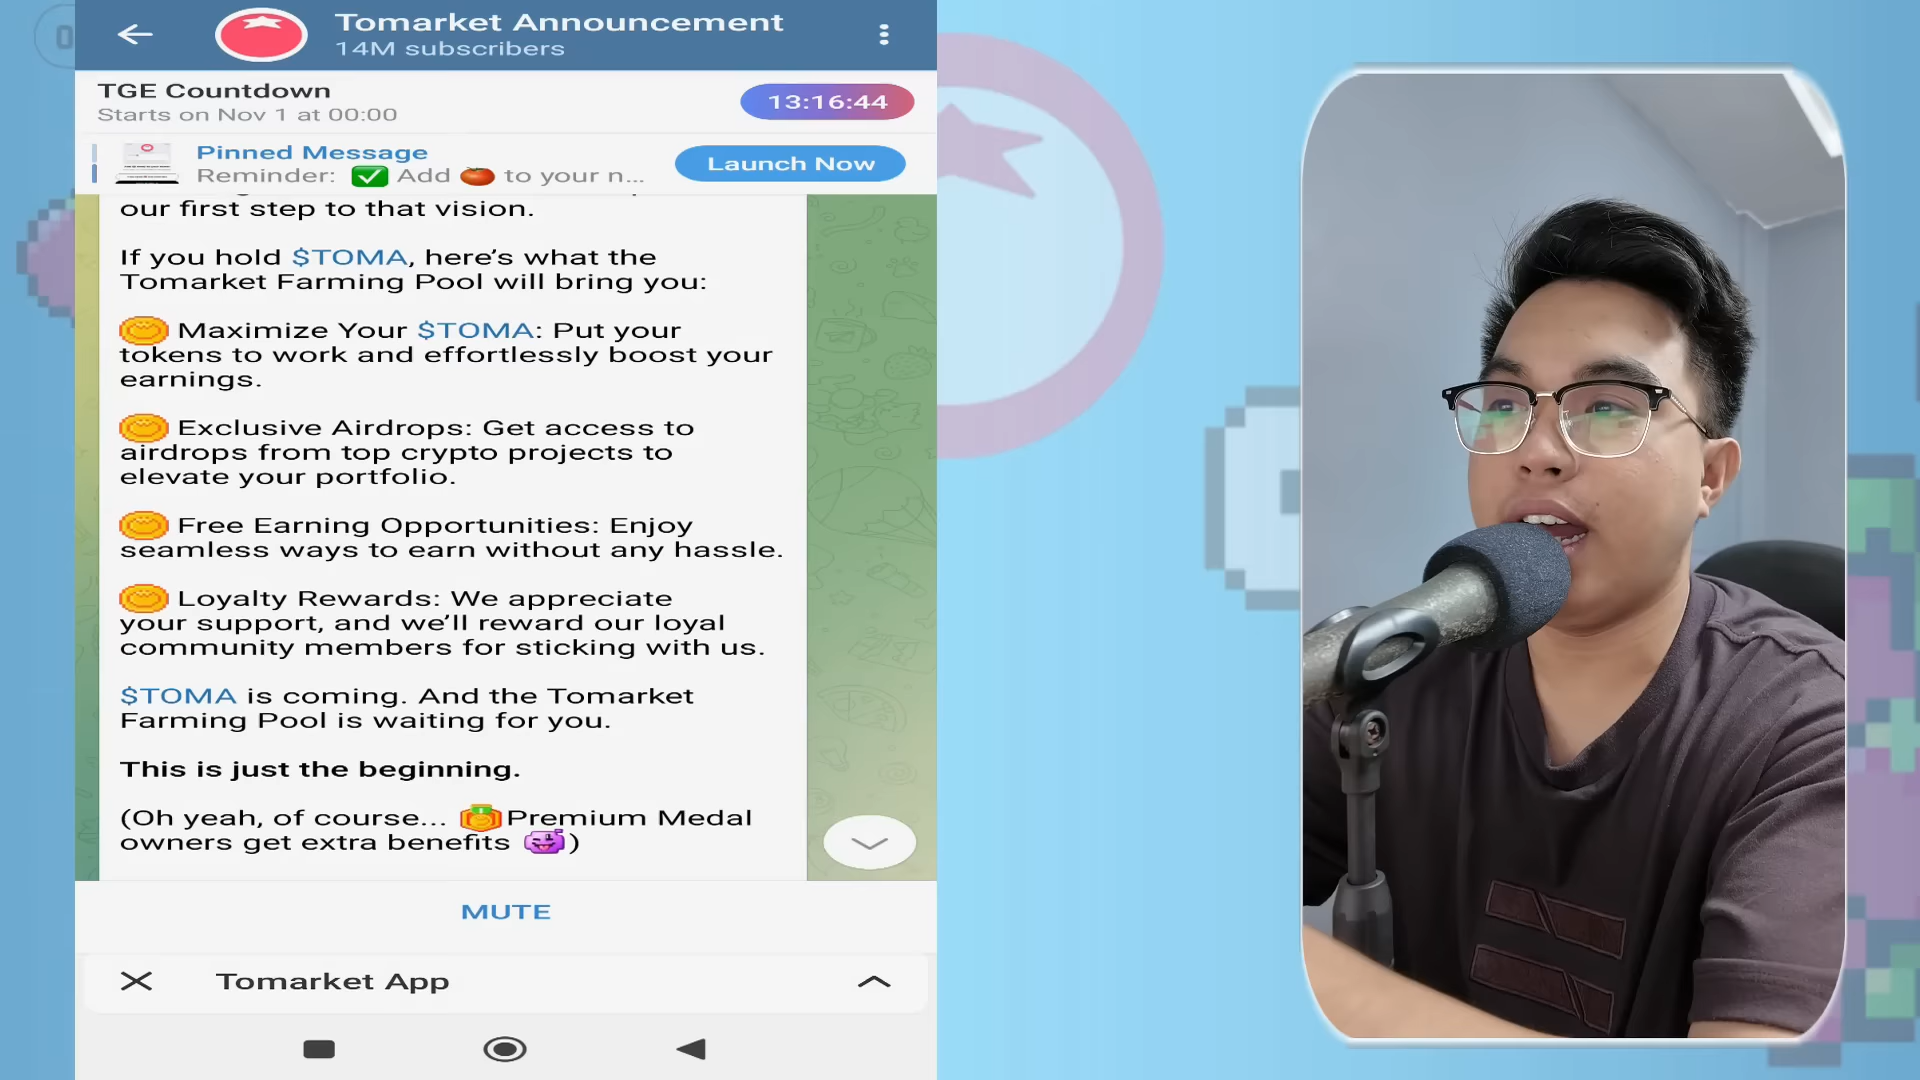 Tomarket Announcement
14M subscribers
TGE Countdown
Starts on Nov 1 at 00:00
13:16:44
Pinned Message
Reminder: ✅ Add 🍅 to your n...
Launch Now
our first step to that vision.
If you hold $TOMA, here’s what the
Tomarket Farming Pool will bring you:
Maximize Your $TOMA: Put your
tokens to work and effortlessly boost your
earnings.
Exclusive Airdrops: Get access to
airdrops from top crypto projects to
elevate your portfolio.
Free Earning Opportunities: Enjoy
seamless ways to earn without any hassle.
Loyalty Rewards: We appreciate
your support, and we’ll reward our loyal
community members for sticking with us.
$TOMA is coming. And the Tomarket
Farming Pool is waiting for you.
This is just the beginning.
(Oh yeah, of course... Premium Medal
owners get extra benefits )
MUTE
Tomarket App